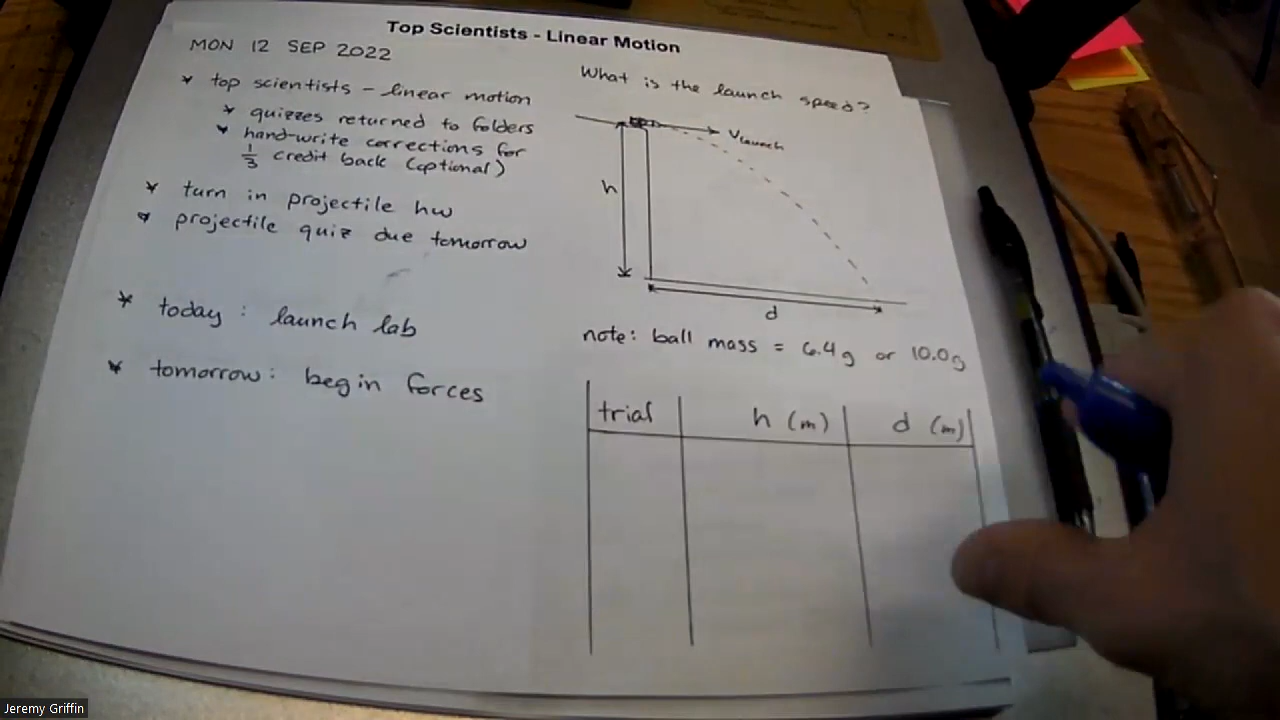 Top Scientists - Linear Motion
MON 12 SEP 2022
* top scientists - linear motion
* quizzes returned to folders
* hand-write corrections for
1/3 credit back (optional)
* turn in projectile hw
* projectile quiz due tomorrow
* today: launch lab
* tomorrow: begin forces
What is the launch speed?
Vlaunch
h
d
note: ball mass = 6.4g or 10.0g
trial h (m) d (m)
Jeremy Griffin